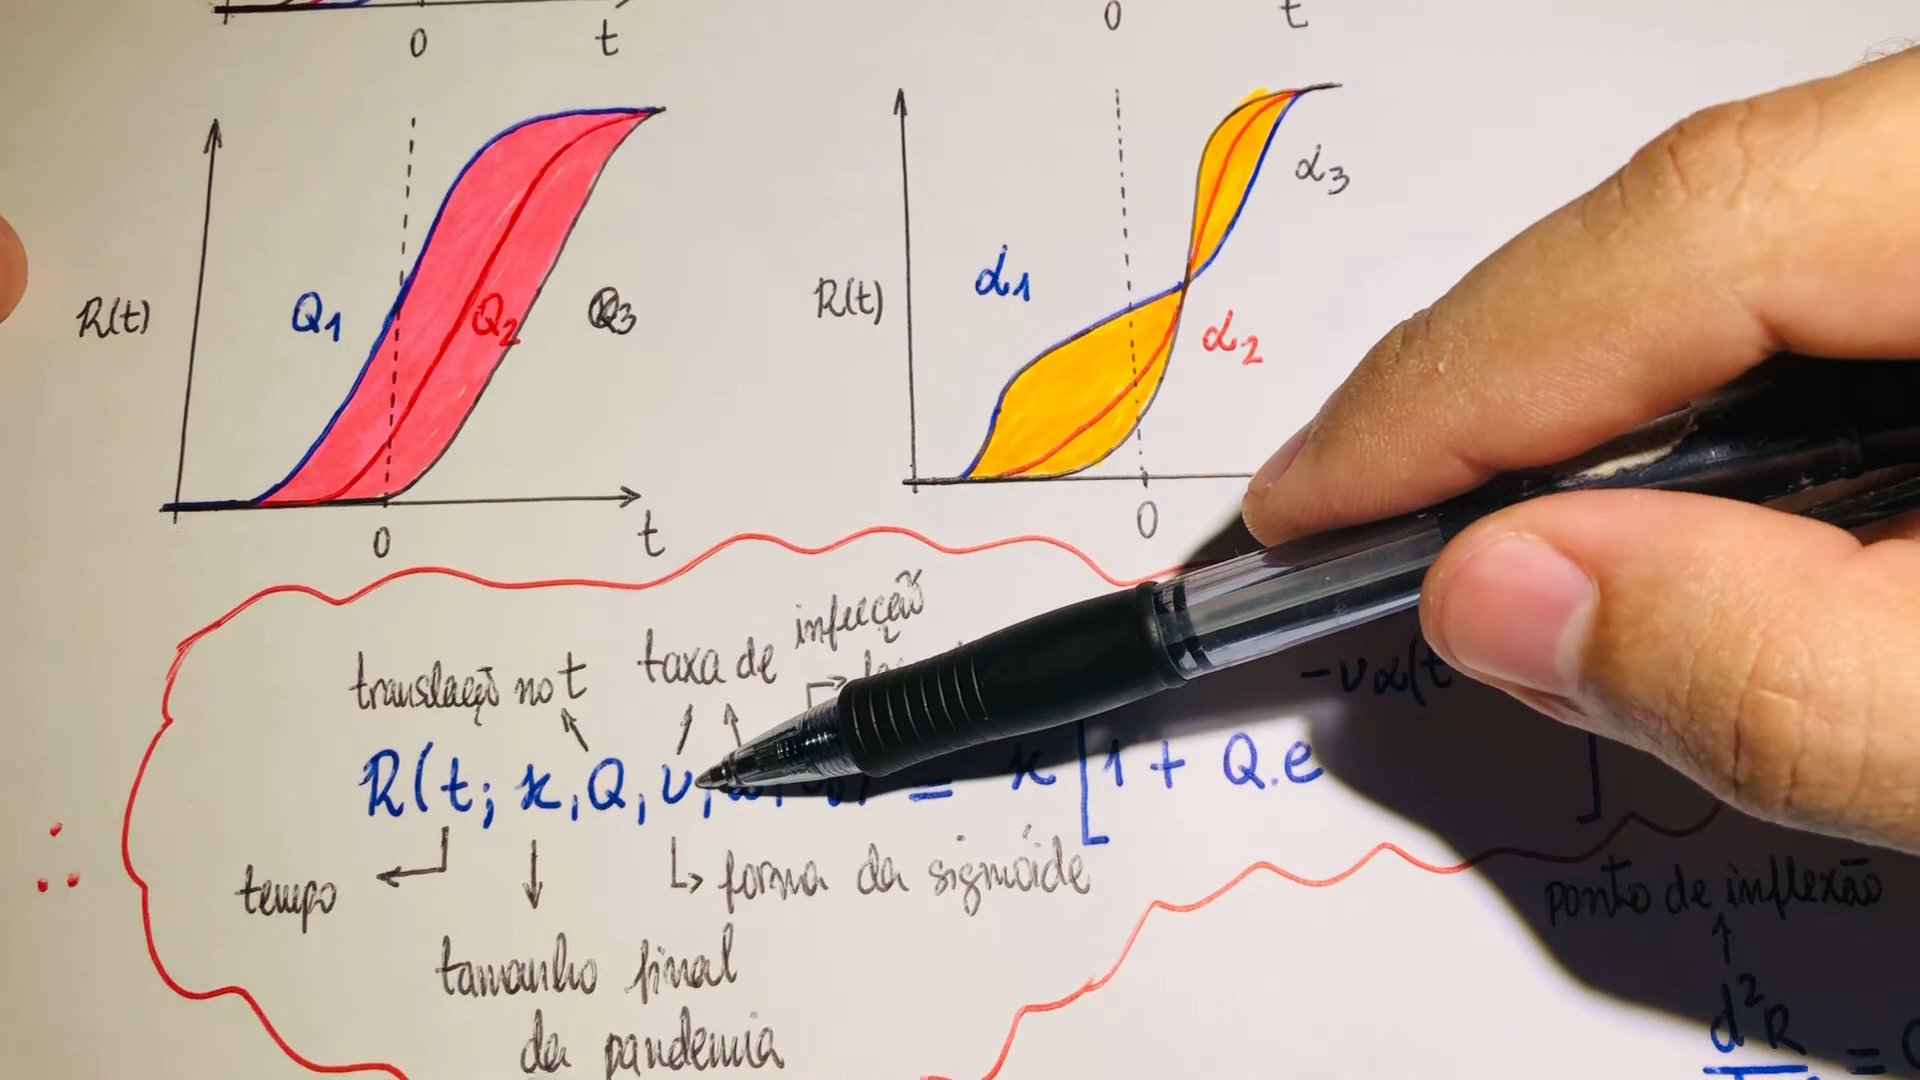 0 t
0 t
R(t) Q1 Q2 Q3
0 t
R(t) α1 α2 α3
0
translação no t
taxa de infecção
R(t; κ, Q, ν, = κ[1 + Q.e
-να(t
]
tempo
forma da sigmóide
tamanho final
da pandemia
ponto de inflexão
d²R
= 0